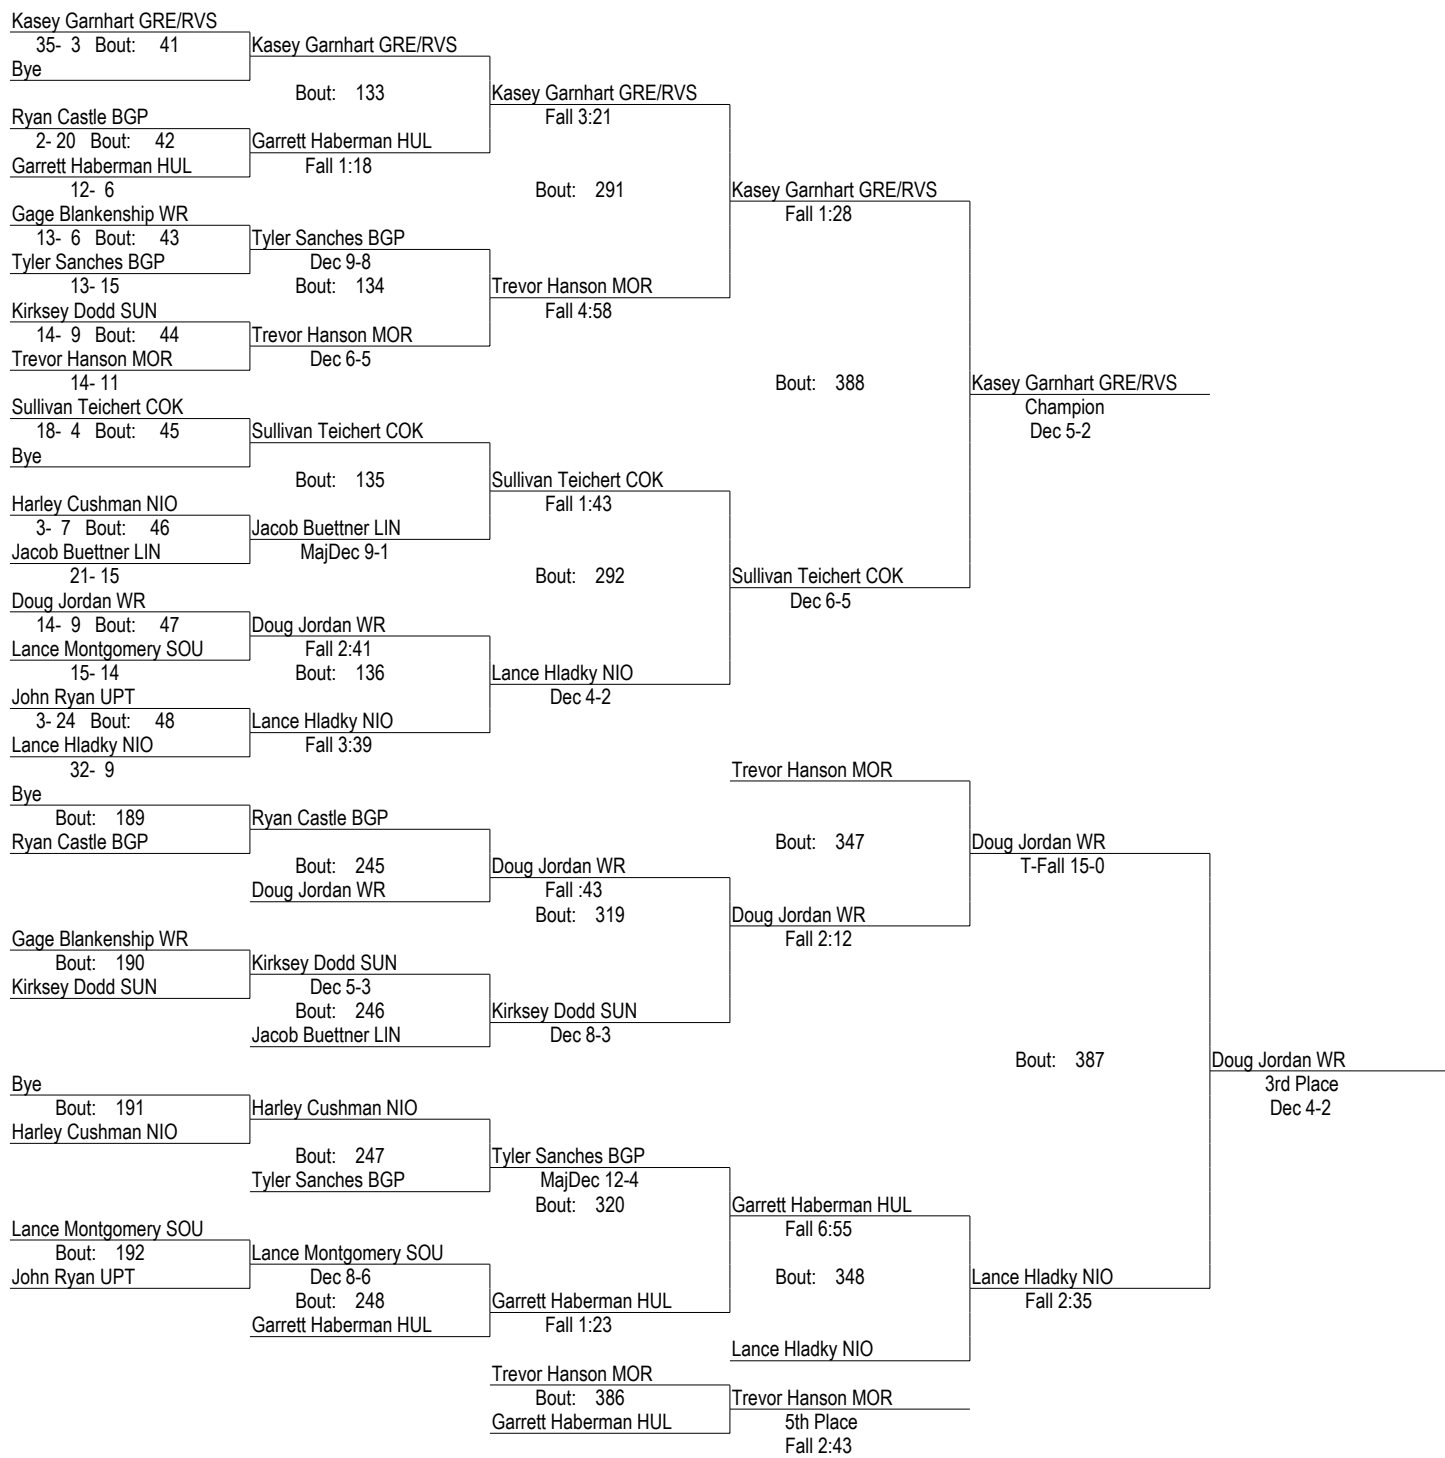 Kasey Garnhart GRE/RVS
35- 3 Bout: 41
Kasey Garnhart GRE/RVS
Bye
Bout: 133
Kasey Garnhart GRE/RVS
Fall 3:21
Ryan Castle BGP
2- 20 Bout: 42
Garrett Haberman HUL
Garrett Haberman HUL
Fall 1:18
12- 6
Bout: 291
Kasey Garnhart GRE/RVS
Fall 1:28
Gage Blankenship WR
13- 6 Bout: 43
Tyler Sanches BGP
Tyler Sanches BGP
Dec 9-8
13- 15
Bout: 134
Trevor Hanson MOR
Fall 4:58
Kirksey Dodd SUN
14- 9 Bout: 44
Trevor Hanson MOR
Trevor Hanson MOR
Dec 6-5
14- 11
Bout: 388
Kasey Garnhart GRE/RVS
Champion
Dec 5-2
Sullivan Teichert COK
18- 4 Bout: 45
Sullivan Teichert COK
Bye
Bout: 135
Sullivan Teichert COK
Fall 1:43
Harley Cushman NIO
3- 7 Bout: 46
Jacob Buettner LIN
Jacob Buettner LIN
MajDec 9-1
21- 15
Bout: 292
Sullivan Teichert COK
Dec 6-5
Doug Jordan WR
14- 9 Bout: 47
Doug Jordan WR
Lance Montgomery SOU
Fall 2:41
15- 14
Bout: 136
Lance Hladky NIO
Dec 4-2
John Ryan UPT
3- 24 Bout: 48
Lance Hladky NIO
Lance Hladky NIO
Fall 3:39
32- 9
Trevor Hanson MOR
Bye
Bout: 189
Ryan Castle BGP
Ryan Castle BGP
Bout: 347
Doug Jordan WR
T-Fall 15-0
Bout: 245
Doug Jordan WR
Doug Jordan WR
Fall :43
Bout: 319
Doug Jordan WR
Fall 2:12
Gage Blankenship WR
Bout: 190
Kirksey Dodd SUN
Kirksey Dodd SUN
Dec 5-3
Bout: 246
Kirksey Dodd SUN
Jacob Buettner LIN
Dec 8-3
Bout: 387
Doug Jordan WR
3rd Place
Dec 4-2
Bye
Bout: 191
Harley Cushman NIO
Harley Cushman NIO
Bout: 247
Tyler Sanches BGP
Tyler Sanches BGP
MajDec 12-4
Bout: 320
Garrett Haberman HUL
Fall 6:55
Lance Montgomery SOU
Bout: 192
Lance Montgomery SOU
John Ryan UPT
Dec 8-6
Bout: 348
Lance Hladky NIO
Fall 2:35
Bout: 248
Garrett Haberman HUL
Garrett Haberman HUL
Fall 1:23
Lance Hladky NIO
Trevor Hanson MOR
Bout: 386
Trevor Hanson MOR
Garrett Haberman HUL
5th Place
Fall 2:43